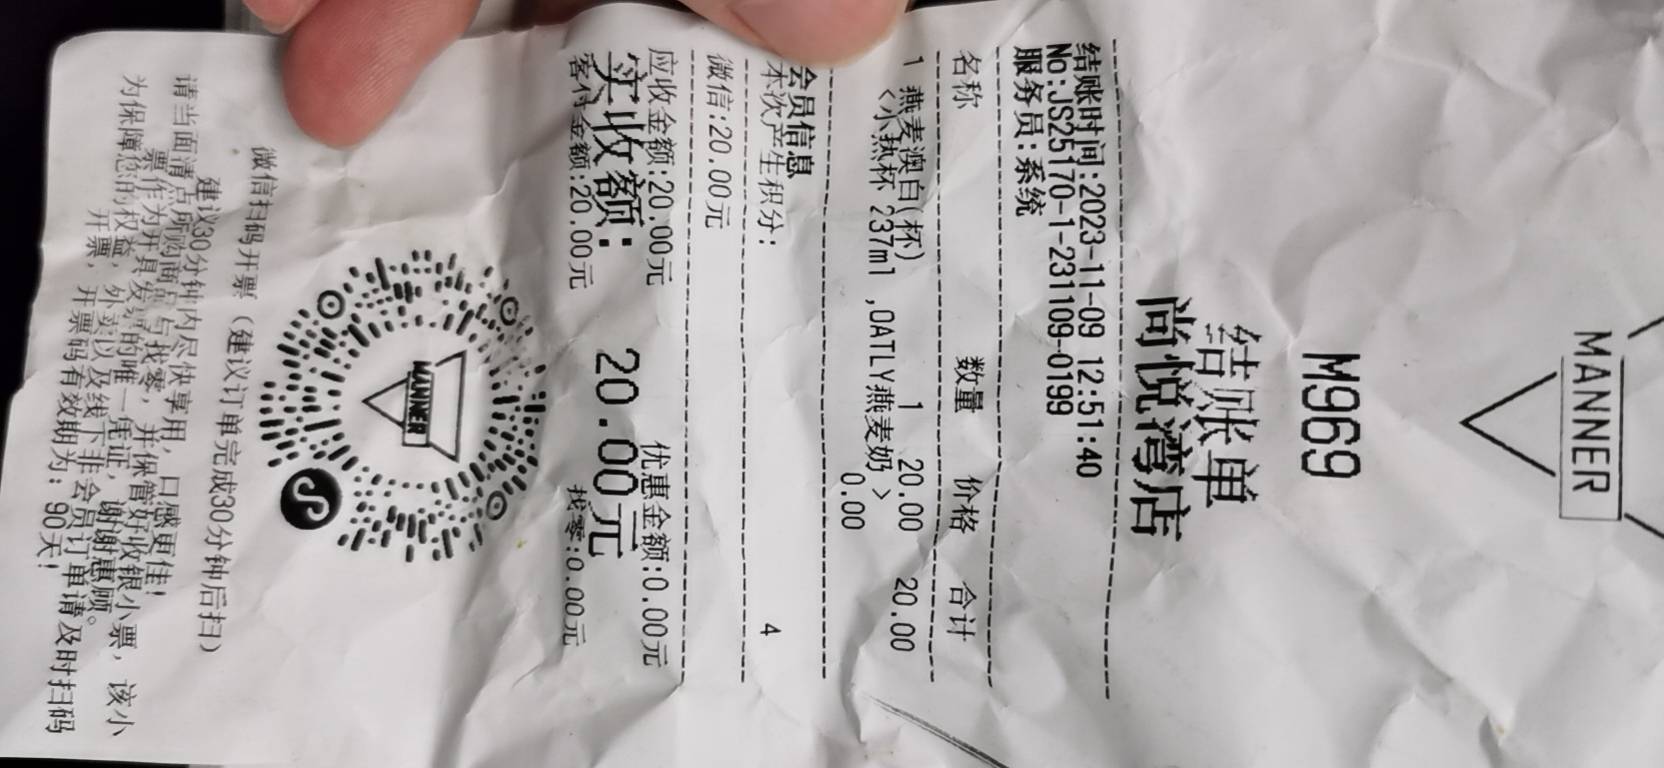 MANNER
M969
结账单
尚悦湾店
结账时间:2023-11-09 12:51:40
No:JS25170-1-231109-0199
服务员:系统
名称 数量 价格 合计
1 燕麦澳白(杯) 1 20.00 20.00
<小热杯 237ml ,OATLY燕麦奶>
0.00
会员信息
本次产生积分: 4
微信:20.00元
应收金额:20.00元 优惠金额:0.00元
实收额: 20.00元
客付金额:20.00元 找零:0.00元
MANNER
微信扫码开票(建议订单完成30分钟后扫)
建议30分钟内尽快享用,口感更佳!
请当面清点所购商品与找零,并保管好收银小票,该小
票作为开具发票的唯一凭证,谢谢惠顾。
为保障您的权益,外卖以及线下非会员订单请及时扫码
开票,开票码有效期为:90天!